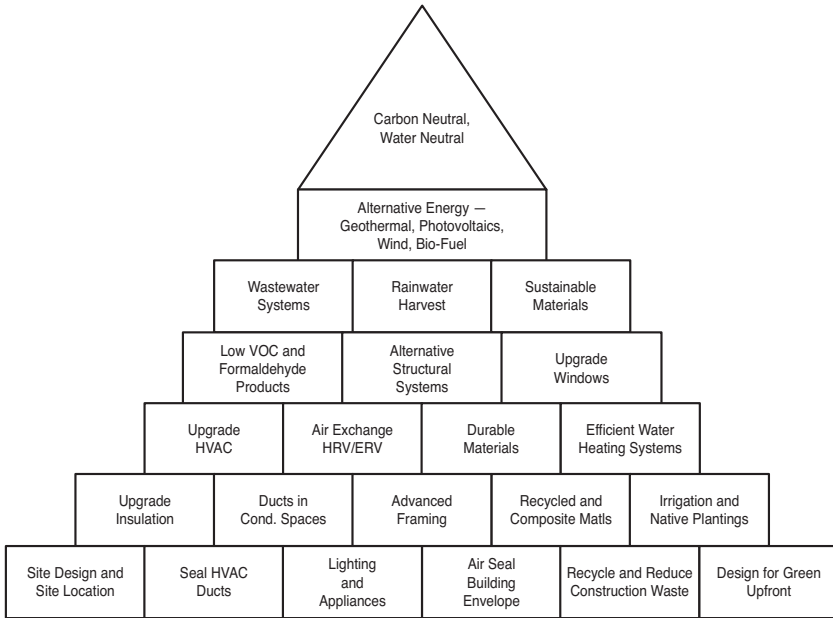 Carbon Neutral,
Water Neutral
Alternative Energy —
Geothermal, Photovoltaics,
Wind, Bio-Fuel
Wastewater
Systems
Rainwater
Harvest
Sustainable
Materials
Low VOC and
Formaldehyde
Products
Alternative
Structural
Systems
Upgrade
Windows
Upgrade
HVAC
Air Exchange
HRV/ERV
Durable
Materials
Efficient Water
Heating Systems
Upgrade
Insulation
Ducts in
Cond. Spaces
Advanced
Framing
Recycled and
Composite Matls
Irrigation and
Native Plantings
Site Design and
Site Location
Seal HVAC
Ducts
Lighting
and
Appliances
Air Seal
Building
Envelope
Recycle and Reduce
Construction Waste
Design for Green
Upfront